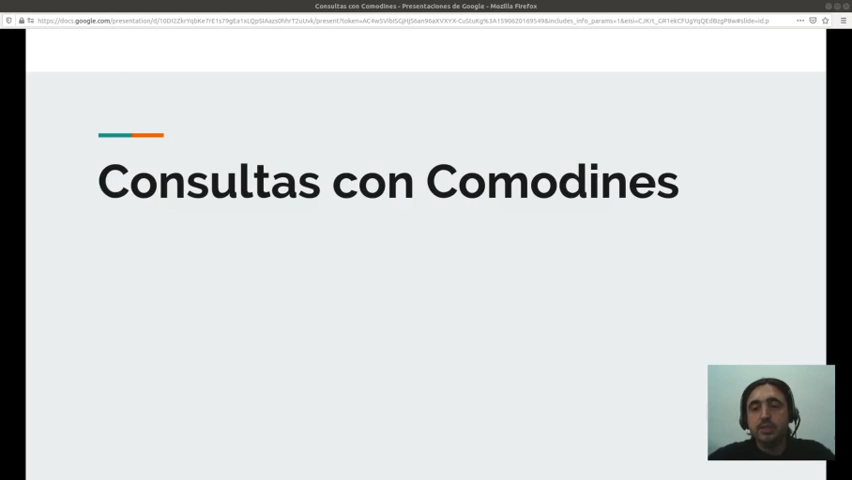 Consultas con Comodines - Presentaciones de Google - Mozilla Firefox
Consultas con Comodines